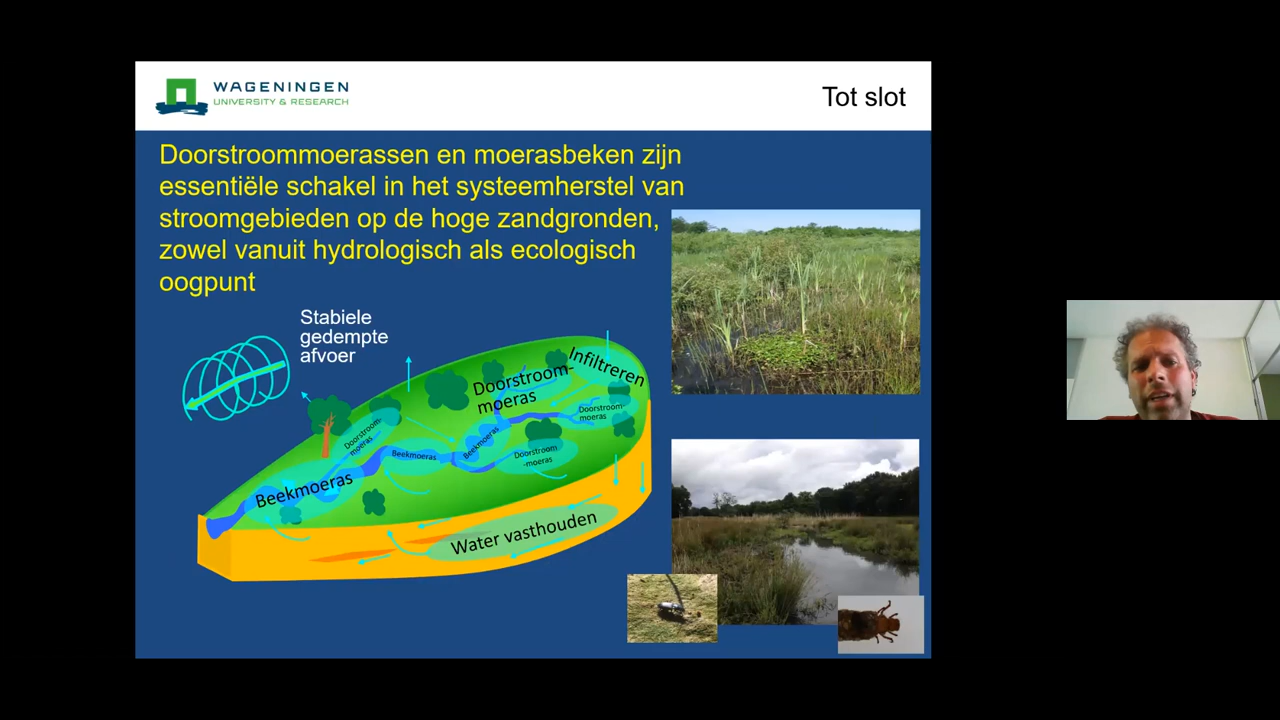 WAGENINGEN
UNIVERSITY & RESEARCH
Tot slot
Doorstroommoerassen en moerasbeken zijn
essentiële schakel in het systeemherstel van
stroomgebieden op de hoge zandgronden,
zowel vanuit hydrologisch als ecologisch
oogpunt
Stabiele
gedempte
afvoer
Infiltreren
Doorstroom-
moeras
Doorstroom-
moeras
Doorstroom-
moeras
Beekmoeras
Beekmoeras
Doorstroom
-moeras
Beekmoeras
Water vasthouden